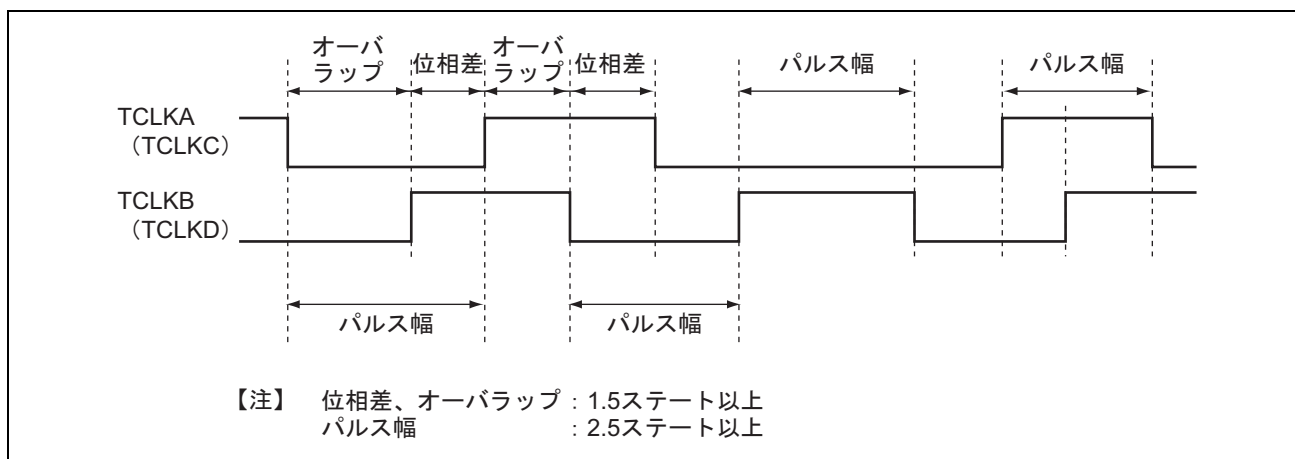 オーバ
ラップ
位相差
オーバ
ラップ
位相差
パルス幅
パルス幅
TCLKA
（TCLKC）
TCLKB
（TCLKD）
パルス幅
パルス幅
【注】 位相差、オーバラップ : 1.5ステート以上
パルス幅 : 2.5ステート以上